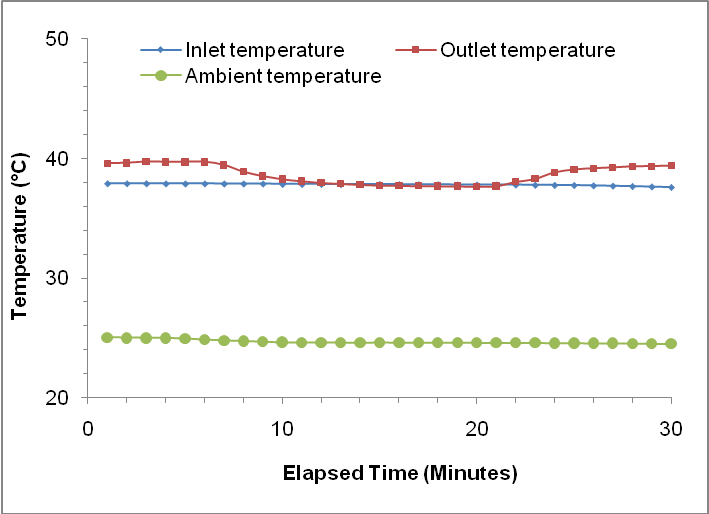 50
Inlet temperature
Outlet temperature
Ambient temperature
40
30
20
Temperature (°C)
0
10
20
30
Elapsed Time (Minutes)